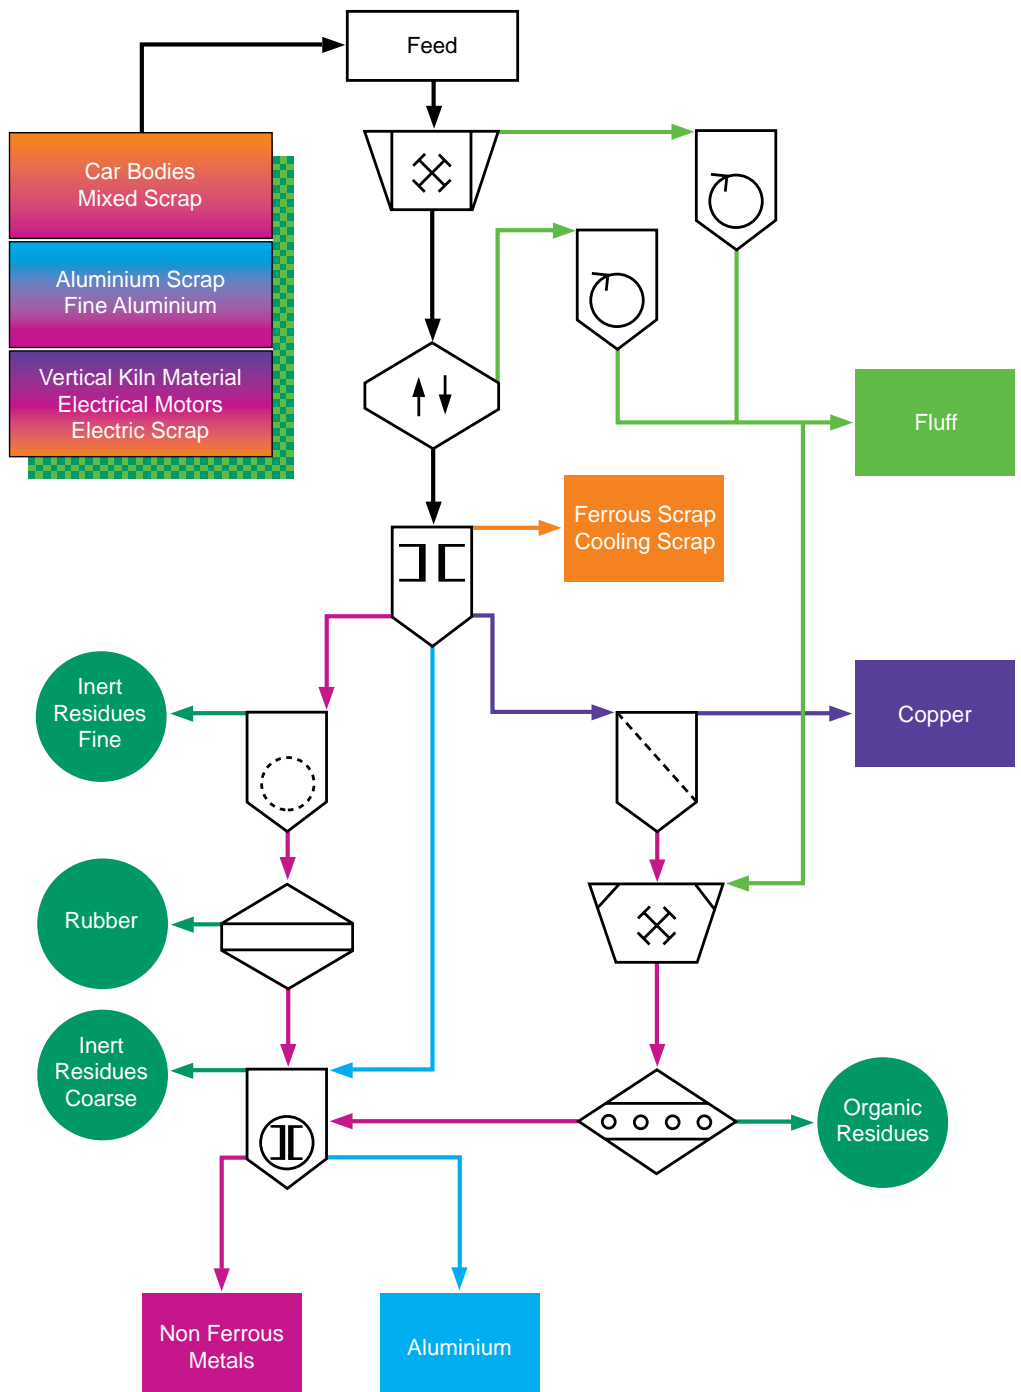 Feed
Car Bodies
Mixed Scrap
Aluminium Scrap
Fine Aluminium
Vertical Kiln Material
Electrical Motors
Electric Scrap
Fluff
Ferrous Scrap
Cooling Scrap
Inert
Residues
Fine
Copper
Rubber
Inert
Residues
Coarse
Organic
Residues
Non Ferrous
Metals
Aluminium